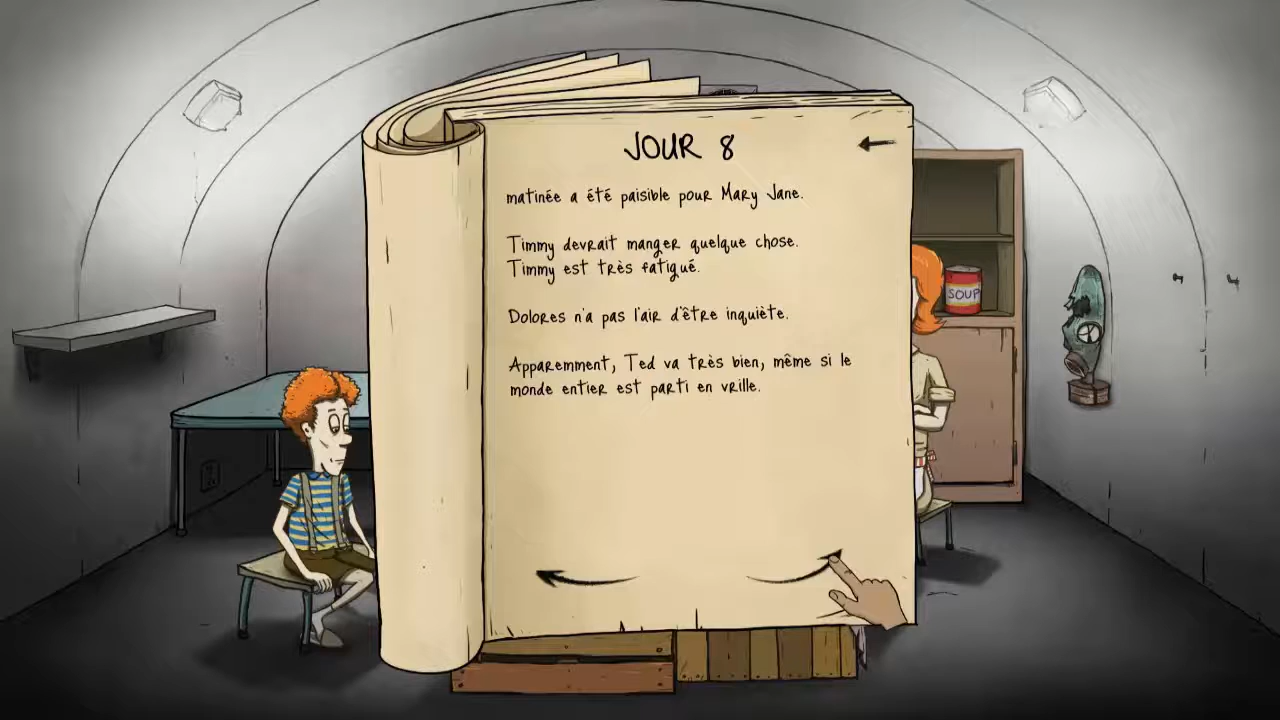 JOUR 8
matinée a été paisible pour Mary Jane.
Timmy devrait manger quelque chose.
Timmy est très fatigué.
Dolores n'a pas l'air d'être inquiète.
Apparemment, Ted va très bien, même si le
monde entier est parti en vrille.
SOUP